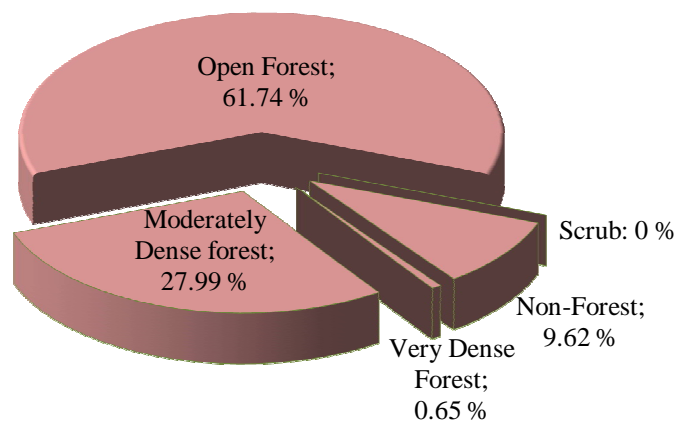 Open Forest;
61.74 %
Moderately
Dense forest;
27.99 %
Scrub: 0 %
Non-Forest;
9.62 %
Very Dense
Forest;
0.65 %